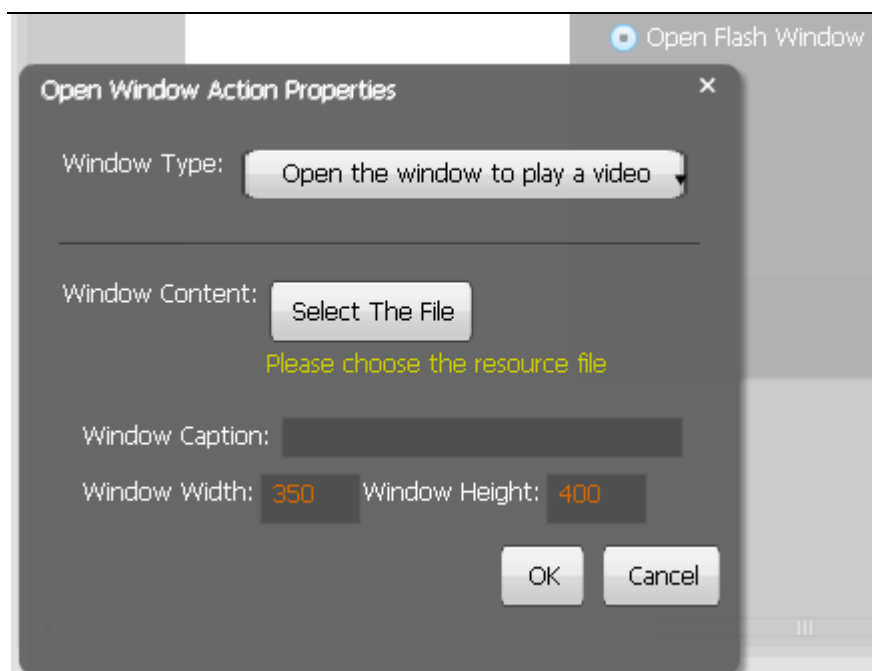 Open Flash Window
Open Window Action Properties
Window Type: Open the window to play a video
Window Content: Select The File
Please choose the resource file
Window Caption:
Window Width: 350 Window Height: 400
OK Cancel